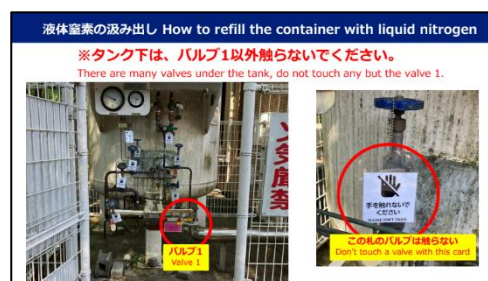 液体窒素の汲み出し How to refill the container with liquid nitrogen
※タンク下は、バルブ1以外触らないでください。
There are many valves under the tank, do not touch any but the valve 1.
火気厳禁
バルブ1
Valve 1
手を触れないで
ください
この札のバルブは触らない
Don't touch a valve with this card